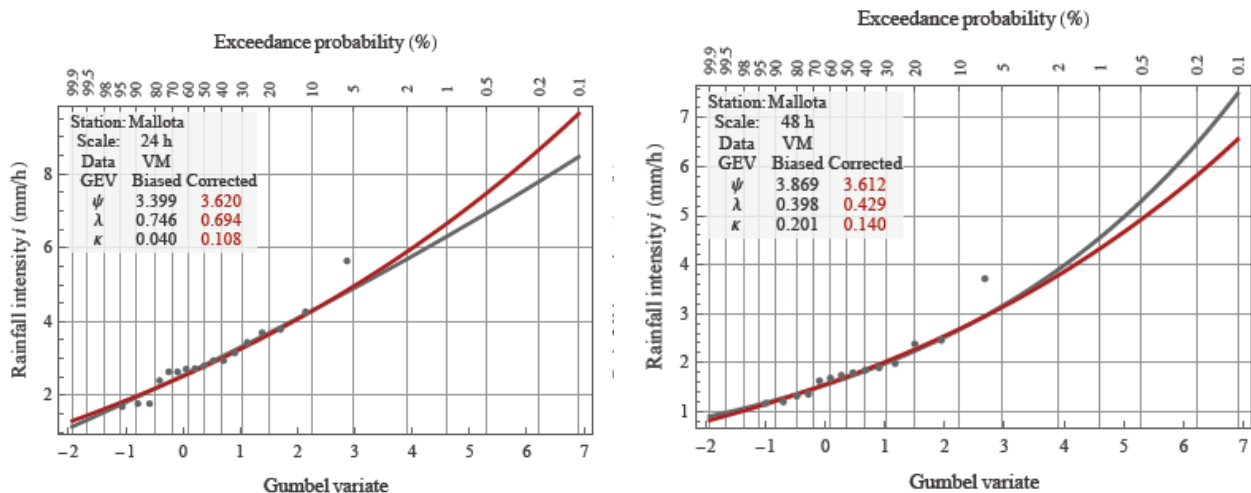 Exceedance probability (%)
99.9 99.5 98 95 90 80 70 60 50 40 30 20 10 5 2 1 0.5 0.2 0.1
Station: Mallota
Scale: 24 h
Data VM
GEV Biased Corrected
ψ 3.399 3.620
λ 0.746 0.694
κ 0.040 0.108
Rainfall intensity i (mm/h)
8
6
4
2
−2 −1 0 1 2 3 4 5 6 7
Gumbel variate
Exceedance probability (%)
99.9 99.5 98 95 90 80 70 60 50 40 30 20 10 5 2 1 0.5 0.2 0.1
Station: Mallota
Scale: 48 h
Data VM
GEV Biased Corrected
ψ 3.869 3.612
λ 0.398 0.429
κ 0.201 0.140
Rainfall intensity i (mm/h)
7
6
5
4
3
2
1
−2 −1 0 1 2 3 4 5 6 7
Gumbel variate